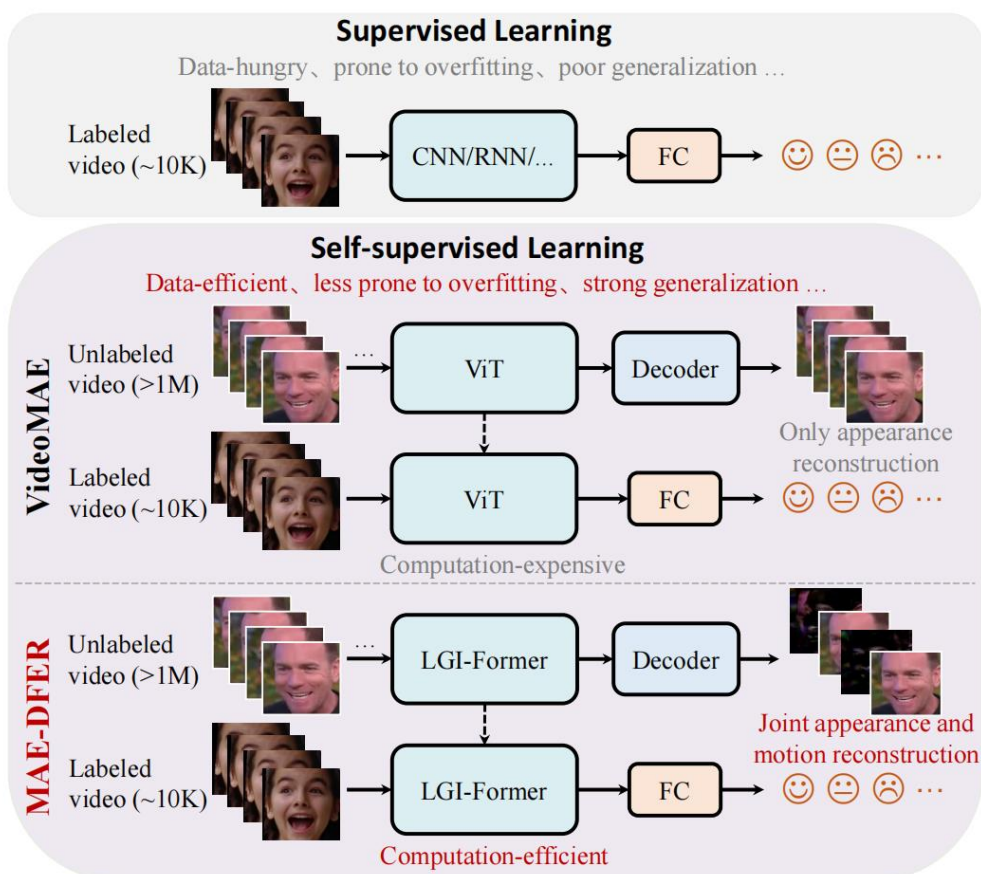 Supervised Learning
Data-hungry、prone to overfitting、poor generalization …
Labeled
video (~10K)
CNN/RNN/...
FC
...
Self-supervised Learning
Data-efficient、less prone to overfitting、strong generalization …
VideoMAE
Unlabeled
video (>1M)
...
ViT
Decoder
Only appearance
reconstruction
Labeled
video (~10K)
ViT
FC
...
Computation-expensive
MAE-DFER
Unlabeled
video (>1M)
...
LGI-Former
Decoder
Joint appearance and
motion reconstruction
Labeled
video (~10K)
LGI-Former
FC
...
Computation-efficient